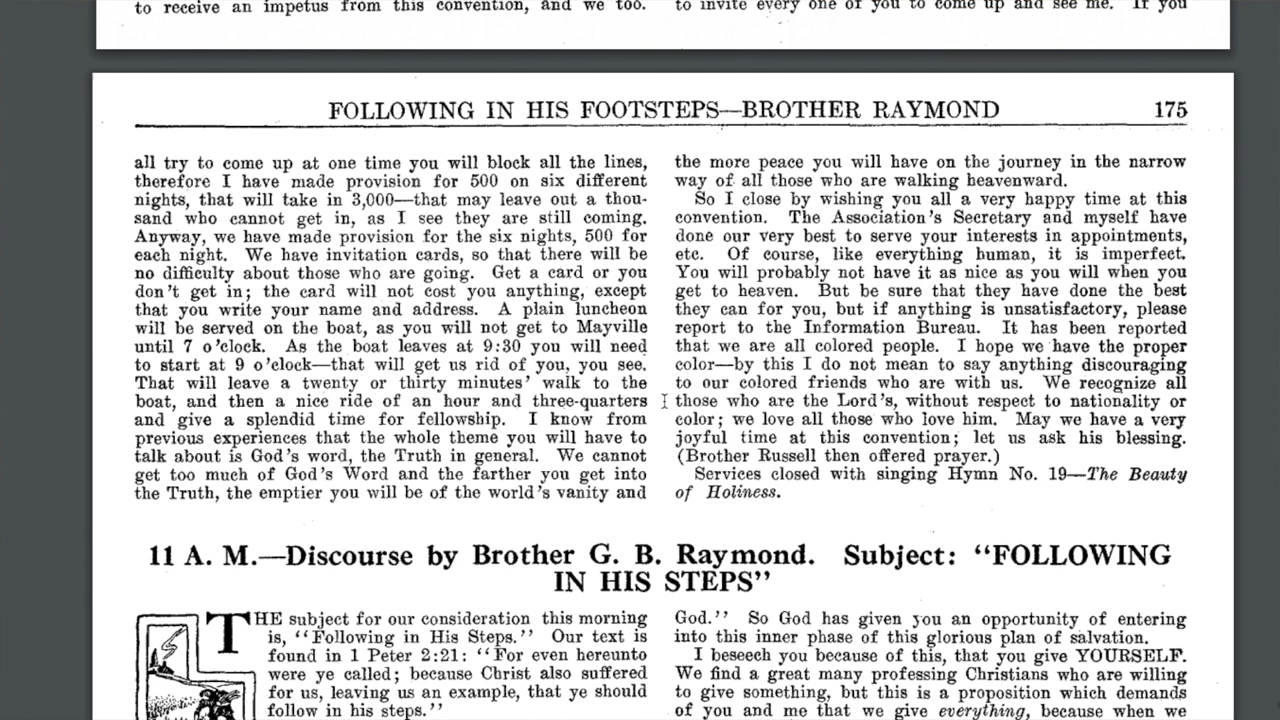 to receive an impetus from this convention, and we too.
to invite every one of you to come up and see me. If you
FOLLOWING IN HIS FOOTSTEPS—BROTHER RAYMOND 175
all try to come up at one time you will block all the lines,
therefore I have made provision for 500 on six different
nights, that will take in 3,000—that may leave out a thou-
sand who cannot get in, as I see they are still coming.
Anyway, we have made provision for the six nights, 500 for
each night. We have invitation cards, so that there will be
no difficulty about those who are going. Get a card or you
don't get in; the card will not cost you anything, except
that you write your name and address. A plain luncheon
will be served on the boat, as you will not get to Mayville
until 7 o'clock. As the boat leaves at 9:30 you will need
to start at 9 o'clock—that will get us rid of you, you see.
That will leave a twenty or thirty minutes' walk to the
boat, and then a nice ride of an hour and three-quarters
and give a splendid time for fellowship. I know from
previous experiences that the whole theme you will have to
talk about is God's word, the Truth in general. We cannot
get too much of God's Word and the farther you get into
the Truth, the emptier you will be of the world's vanity and
the more peace you will have on the journey in the narrow
way of all those who are walking heavenward.
So I close by wishing you all a very happy time at this
convention. The Association's Secretary and myself have
done our very best to serve your interests in appointments,
etc. Of course, like everything human, it is imperfect.
You will probably not have it as nice as you will when you
get to heaven. But be sure that they have done the best
they can for you, but if anything is unsatisfactory, please
report to the Information Bureau. It has been reported
that we are all colored people. I hope we have the proper
color—by this I do not mean to say anything discouraging
to our colored friends who are with us. We recognize all
those who are the Lord's, without respect to nationality or
color; we love all those who love him. May we have a very
joyful time at this convention; let us ask his blessing.
(Brother Russell then offered prayer.)
Services closed with singing Hymn No. 19—The Beauty
of Holiness.
11 A. M.—Discourse by Brother G. B. Raymond. Subject: "FOLLOWING
IN HIS STEPS"
THE subject for our consideration this morning
is, "Following in His Steps." Our text is
found in 1 Peter 2:21: "For even hereunto
were ye called; because Christ also suffered
for us, leaving us an example, that ye should
follow in his steps."
God." So God has given you an opportunity of entering
into this inner phase of this glorious plan of salvation.
I beseech you because of this, that you give YOURSELF.
We find a great many professing Christians who are willing
to give something, but this is a proposition which demands
of you and me that we give everything, because when we